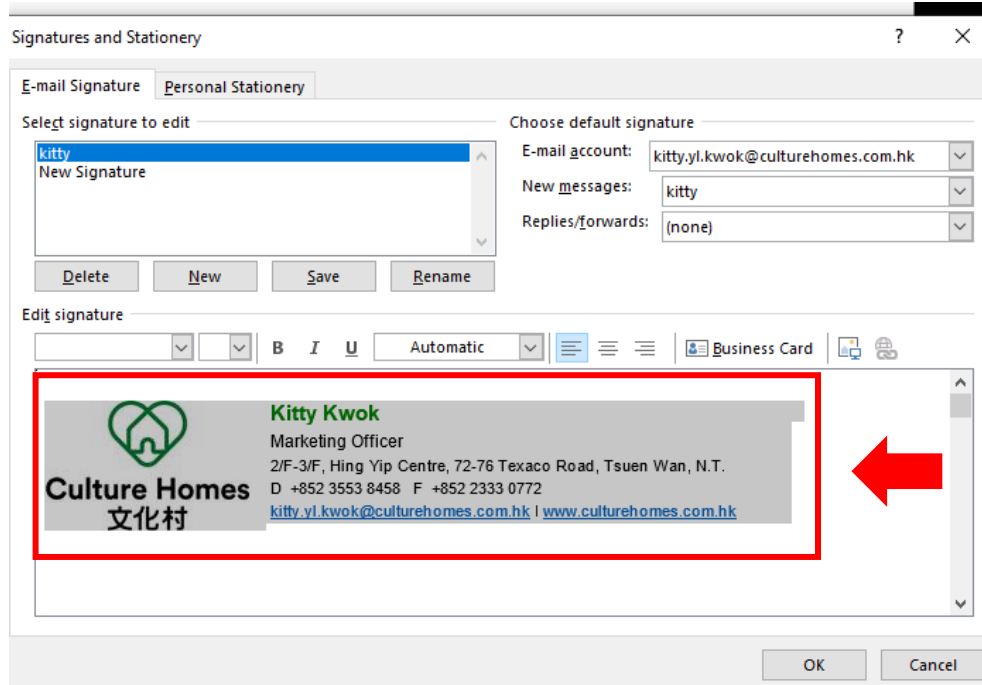 Signatures and Stationery
?
E-mail Signature
Personal Stationery
Select signature to edit
kitty
New Signature
Delete
New
Save
Rename
Choose default signature
E-mail account:
kitty.yl.kwok@culturehomes.com.hk
New messages:
kitty
Replies/forwards:
(none)
Edit signature
B I U
Automatic
Business Card
Culture Homes
文化村
Kitty Kwok
Marketing Officer
2/F-3/F, Hing Yip Centre, 72-76 Texaco Road, Tsuen Wan, N.T.
D +852 3553 8458 F +852 2333 0772
kitty.yl.kwok@culturehomes.com.hk I www.culturehomes.com.hk
OK
Cancel